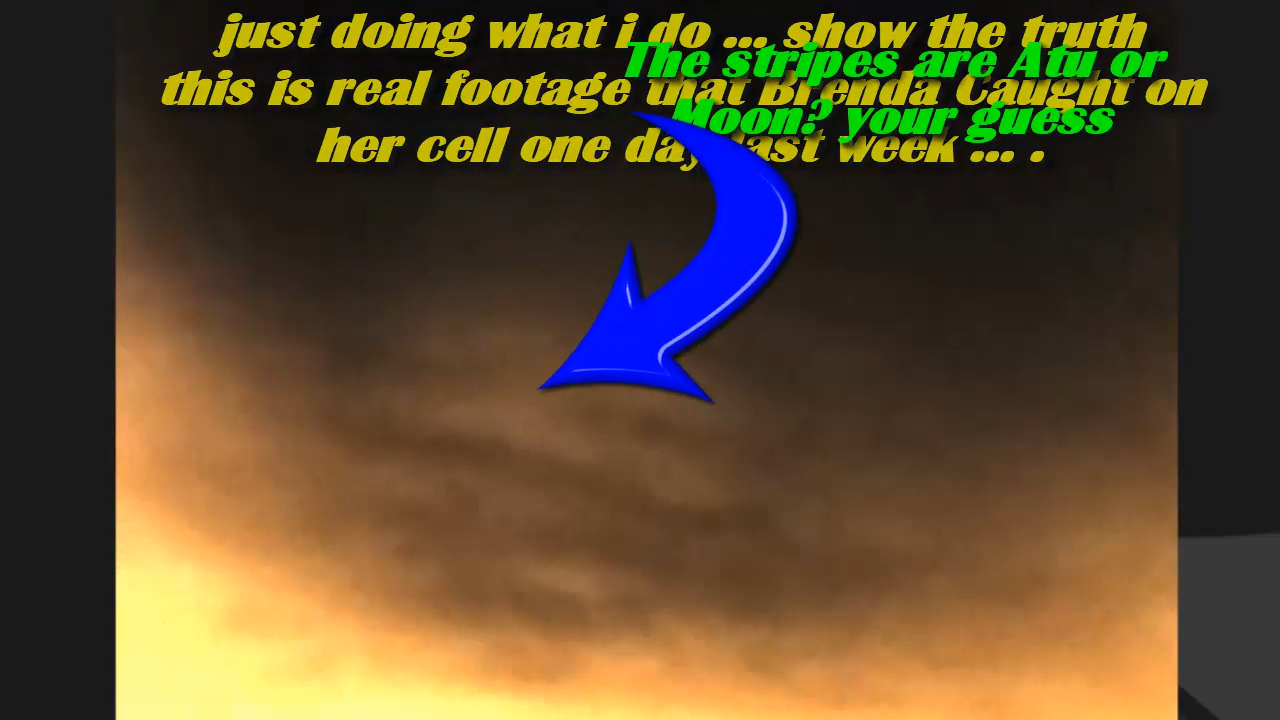 just doing what i do ... show the truth
this is real footage that Brenda Caught on
her cell one day last week ... .
The stripes are Atu or
Moon? your guess